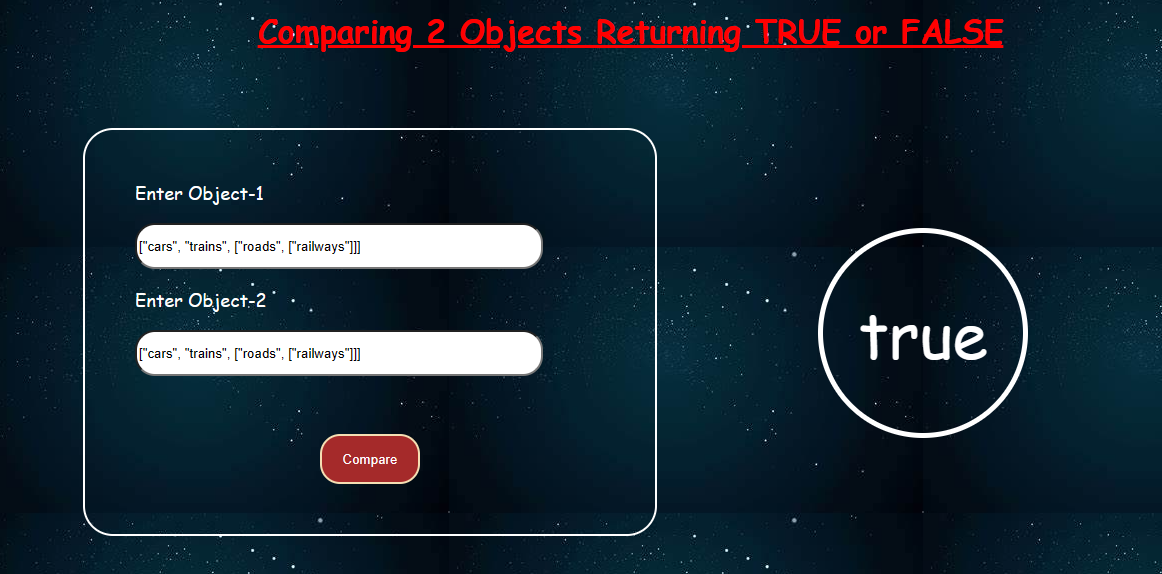 Comparing 2 Objects Returning TRUE or FALSE
Enter Object-1
["cars", "trains", ["roads", ["railways"]]]
Enter Object-2
["cars", "trains", ["roads", ["railways"]]]
Compare
true